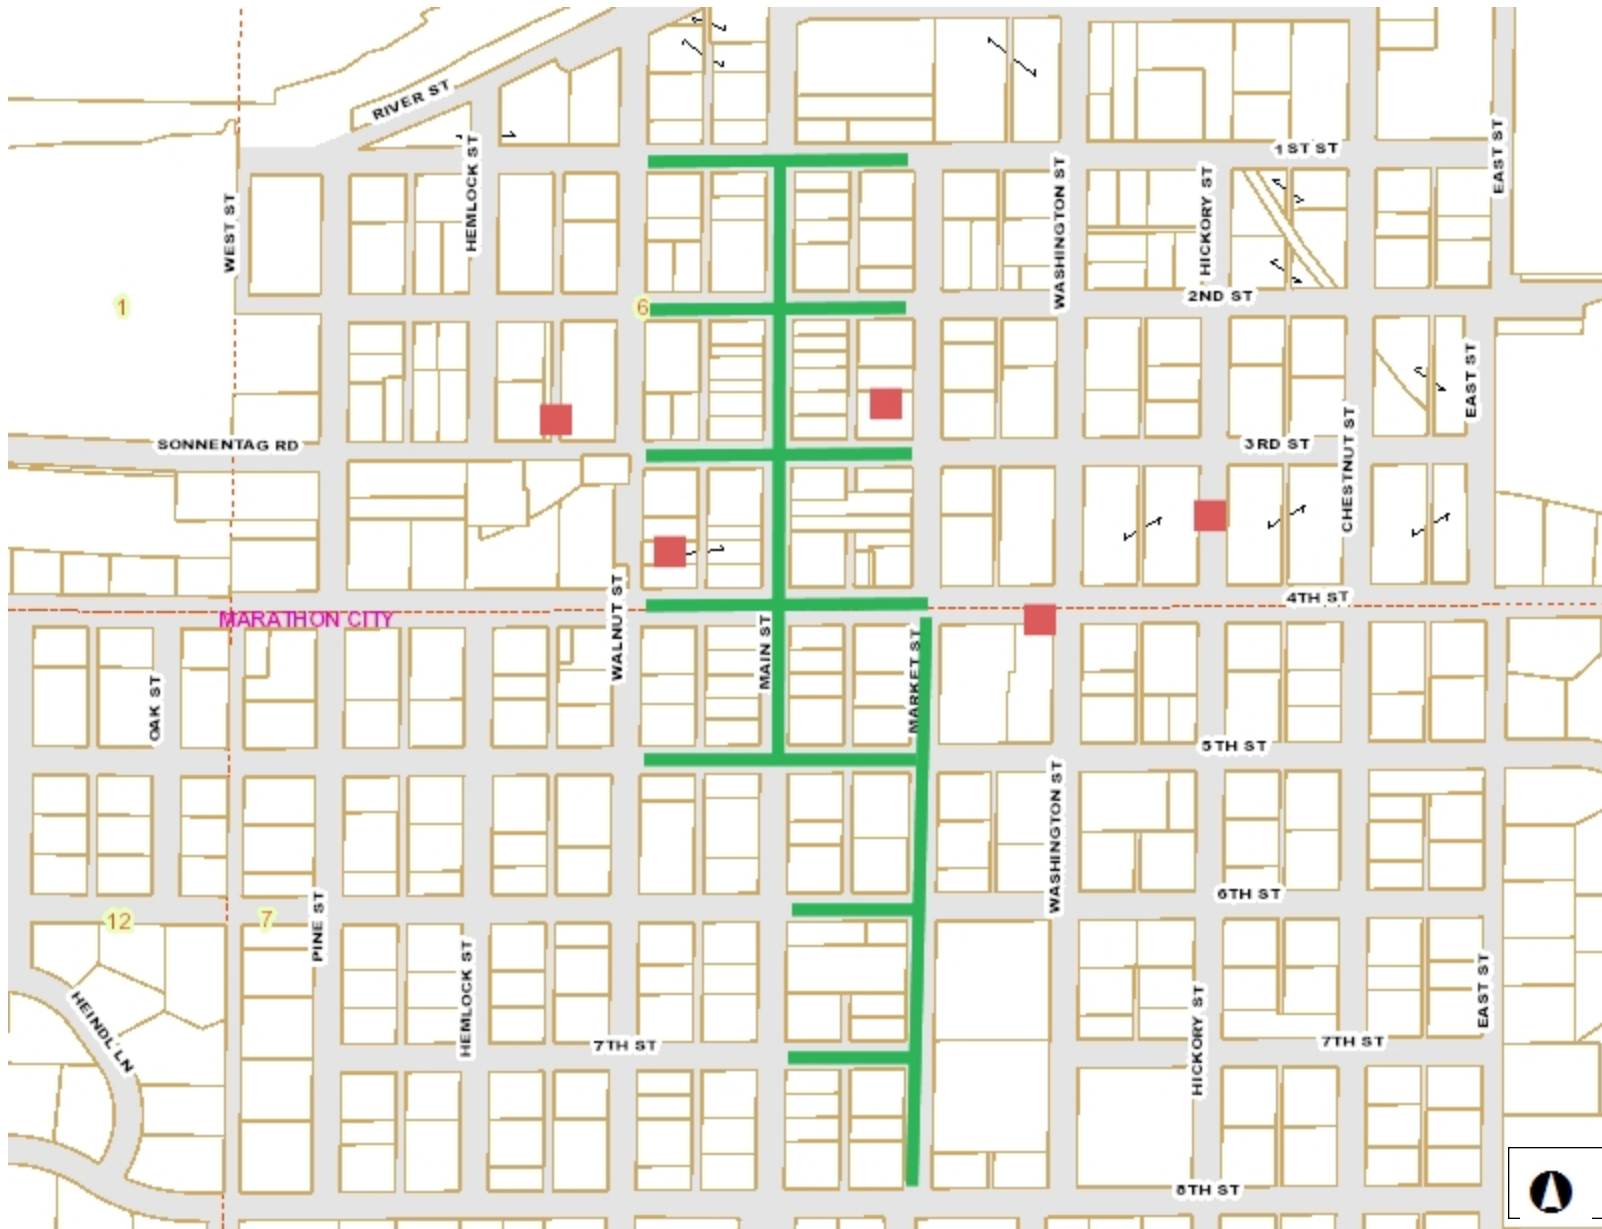 RIVER ST
1ST ST
EAST ST
HEMLOCK ST
WEST ST
WASHINGTON ST
HICKORY ST
2ND ST
1
6
EAST ST
CHESTNUT ST
SONNENTAG RD
3RD ST
4TH ST
MARATHON CITY
WALNUT ST
MAIN ST
MARKET ST
OAK ST
5TH ST
WASHINGTON ST
6TH ST
12
7
PINE ST
HEMLOCK ST
EAST ST
HEINDL LN
7TH ST
HICKORY ST
7TH ST
8TH ST